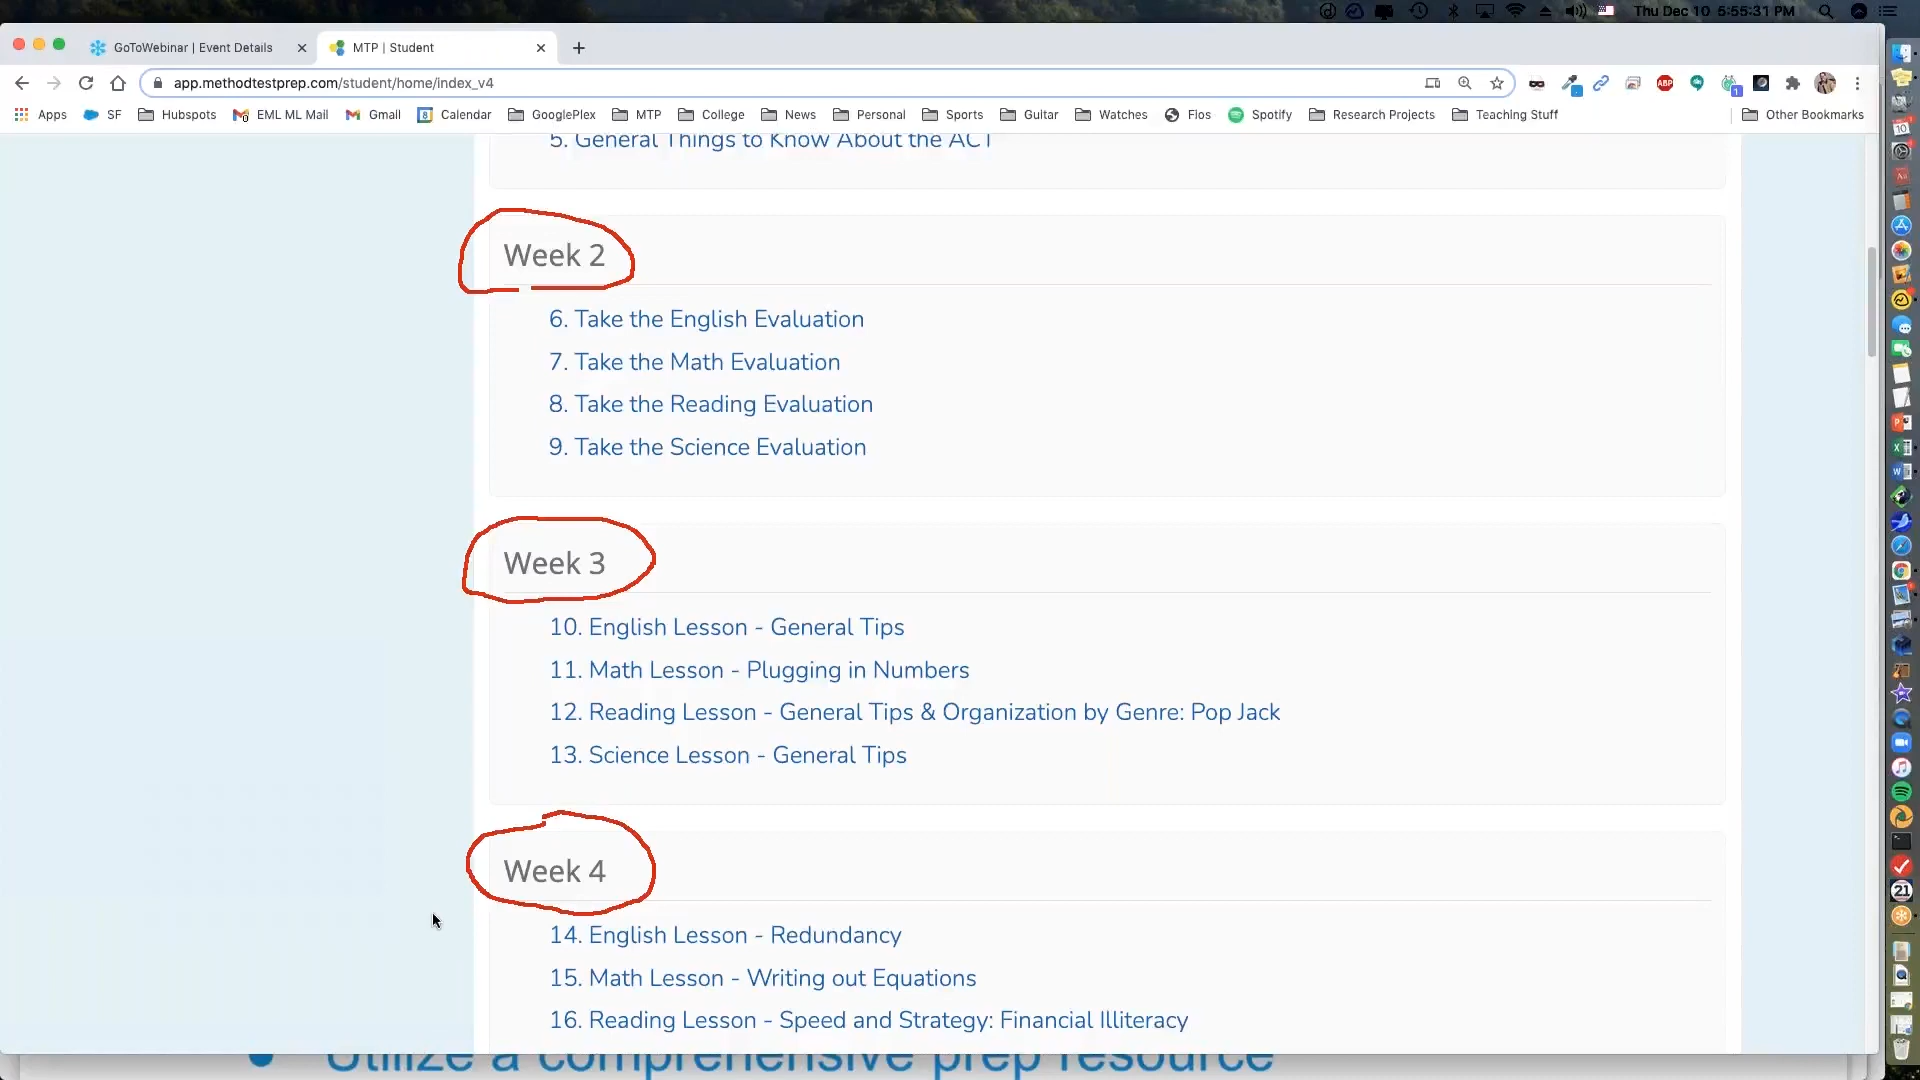 Thu Dec 10 5:55:31 PM
GoToWebinar | Event Details
MTP | Student
app.methodtestprep.com/student/home/index_v4
Apps SF Hubspots EML ML Mail Gmail Calendar GooglePlex MTP College News Personal Sports Guitar Watches Flos Spotify Research Projects Teaching Stuff Other Bookmarks
5. General Things to Know About the ACT
Week 2
6. Take the English Evaluation
7. Take the Math Evaluation
8. Take the Reading Evaluation
9. Take the Science Evaluation
Week 3
10. English Lesson - General Tips
11. Math Lesson - Plugging in Numbers
12. Reading Lesson - General Tips & Organization by Genre: Pop Jack
13. Science Lesson - General Tips
Week 4
14. English Lesson - Redundancy
15. Math Lesson - Writing out Equations
16. Reading Lesson - Speed and Strategy: Financial Illiteracy
Utilize a comprehensive prep resource